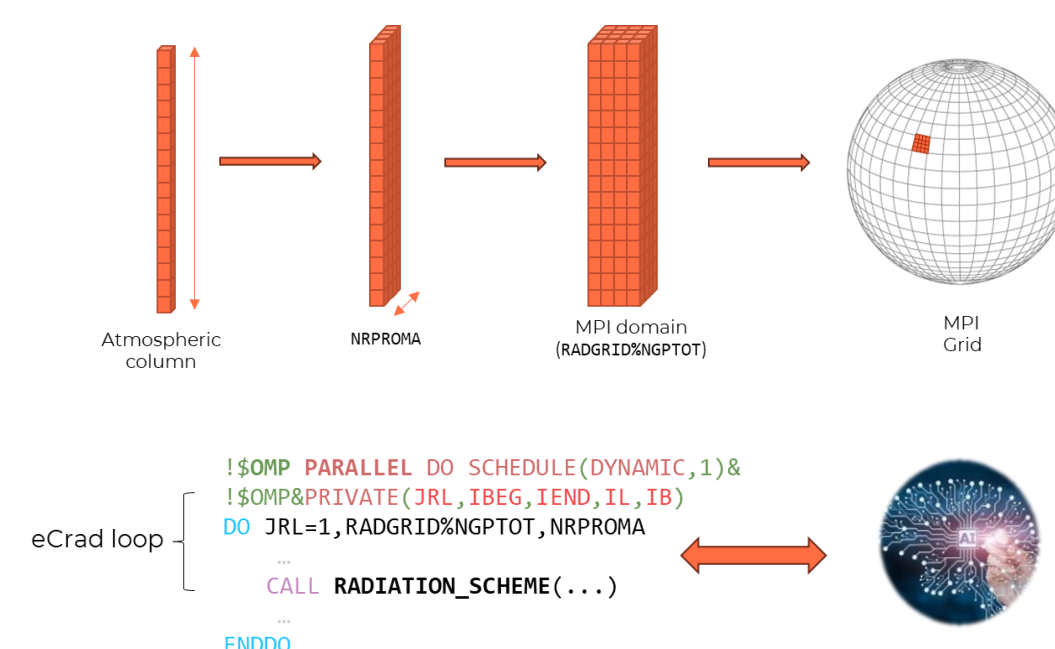 Atmospheric
column
NRPROMA
MPI domain
(RADGRID%NGPTOT)
MPI
Grid
!$OMP PARALLEL DO SCHEDULE(DYNAMIC,1)&
!$OMP&PRIVATE(JRL,IBEG,IEND,IL,IB)
eCrad loop
DO JRL=1,RADGRID%NGPTOT,NRPROMA
…
CALL RADIATION_SCHEME(...)
…
ENDDO
AI